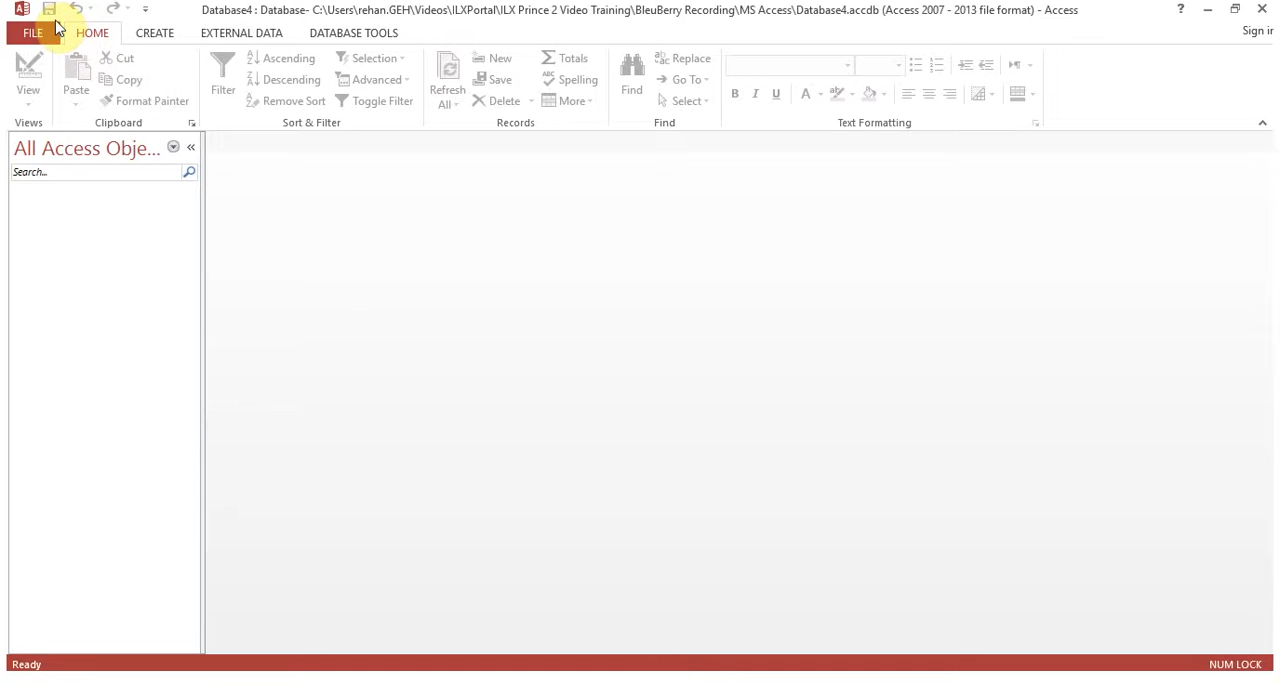 Database4 : Database- C:\Users\rehan.GEH\Videos\ILXPortal\ILX Prince 2 Video Training\BleuBerry Recording\MS Access\Database4.accdb (Access 2007 - 2013 file format) - Access ?
FILE HOME CREATE EXTERNAL DATA DATABASE TOOLS Sign in
Cut Ascending Selection New Totals Replace
View Paste Copy Filter Descending Advanced Refresh All Save Spelling Find Go To
Format Painter Remove Sort Toggle Filter Delete More Select B I U A
Views Clipboard Sort & Filter Records Find Text Formatting
All Access Obje...
Search...
Ready NUM LOCK